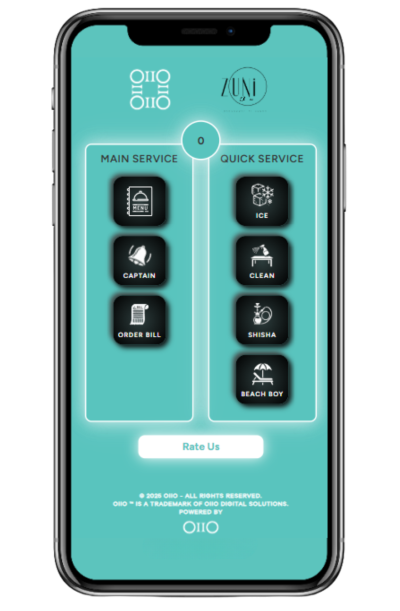 OIIO
OIIO
ZUNi
0
MAIN SERVICE
QUICK SERVICE
MENU
CAPTAIN
ORDER BILL
ICE
CLEAN
SHISHA
BEACH BOY
Rate Us
© 2025 OIIO - ALL RIGHTS RESERVED.
OIIO ™ IS A TRADEMARK OF OIIO DIGITAL SOLUTIONS.
POWERED BY
OIIO